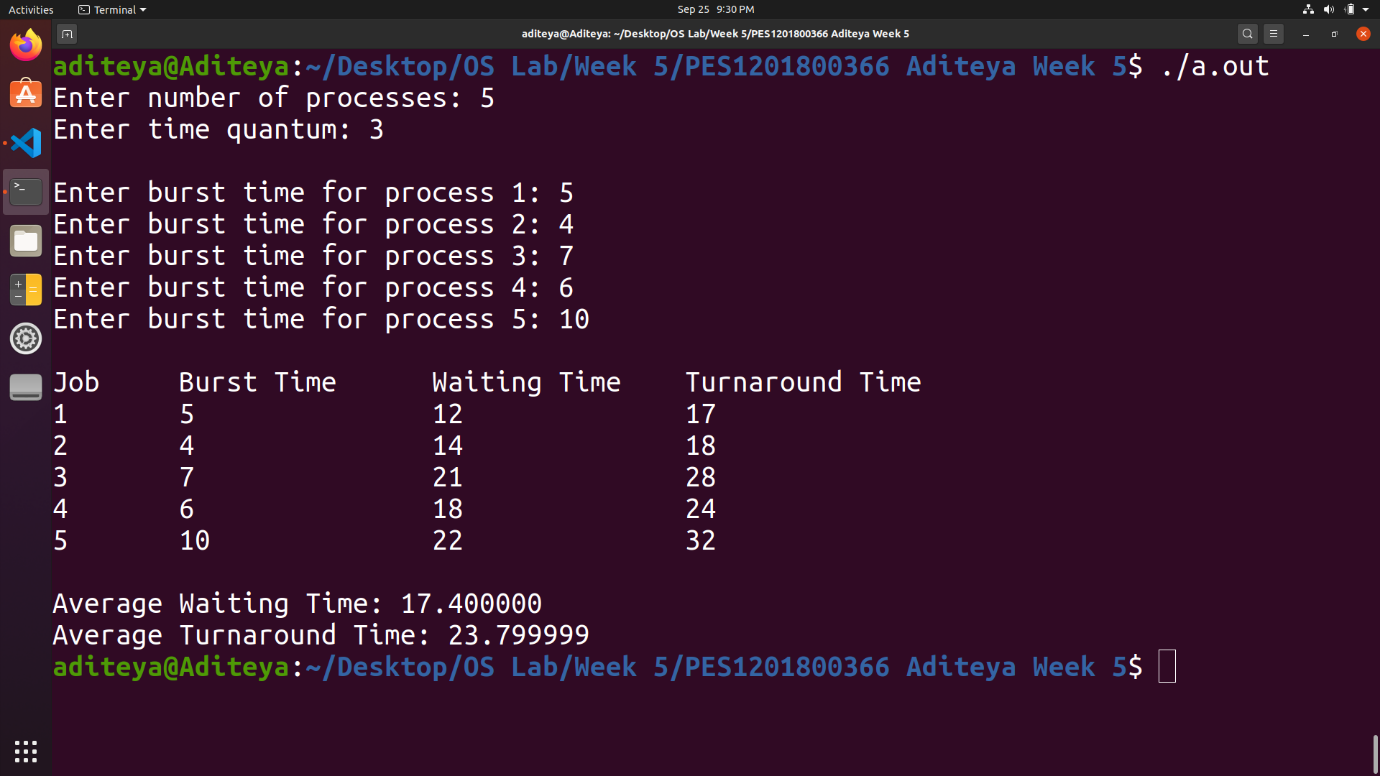 Activities Terminal Sep 25 9:30 PM
aditeya@Aditeya: ~/Desktop/OS Lab/Week 5/PES1201800366 Aditeya Week 5
aditeya@Aditeya:~/Desktop/OS Lab/Week 5/PES1201800366 Aditeya Week 5$ ./a.out
Enter number of processes: 5
Enter time quantum: 3
Enter burst time for process 1: 5
Enter burst time for process 2: 4
Enter burst time for process 3: 7
Enter burst time for process 4: 6
Enter burst time for process 5: 10
Job Burst Time Waiting Time Turnaround Time
1 5 12 17
2 4 14 18
3 7 21 28
4 6 18 24
5 10 22 32
Average Waiting Time: 17.400000
Average Turnaround Time: 23.799999
aditeya@Aditeya:~/Desktop/OS Lab/Week 5/PES1201800366 Aditeya Week 5$